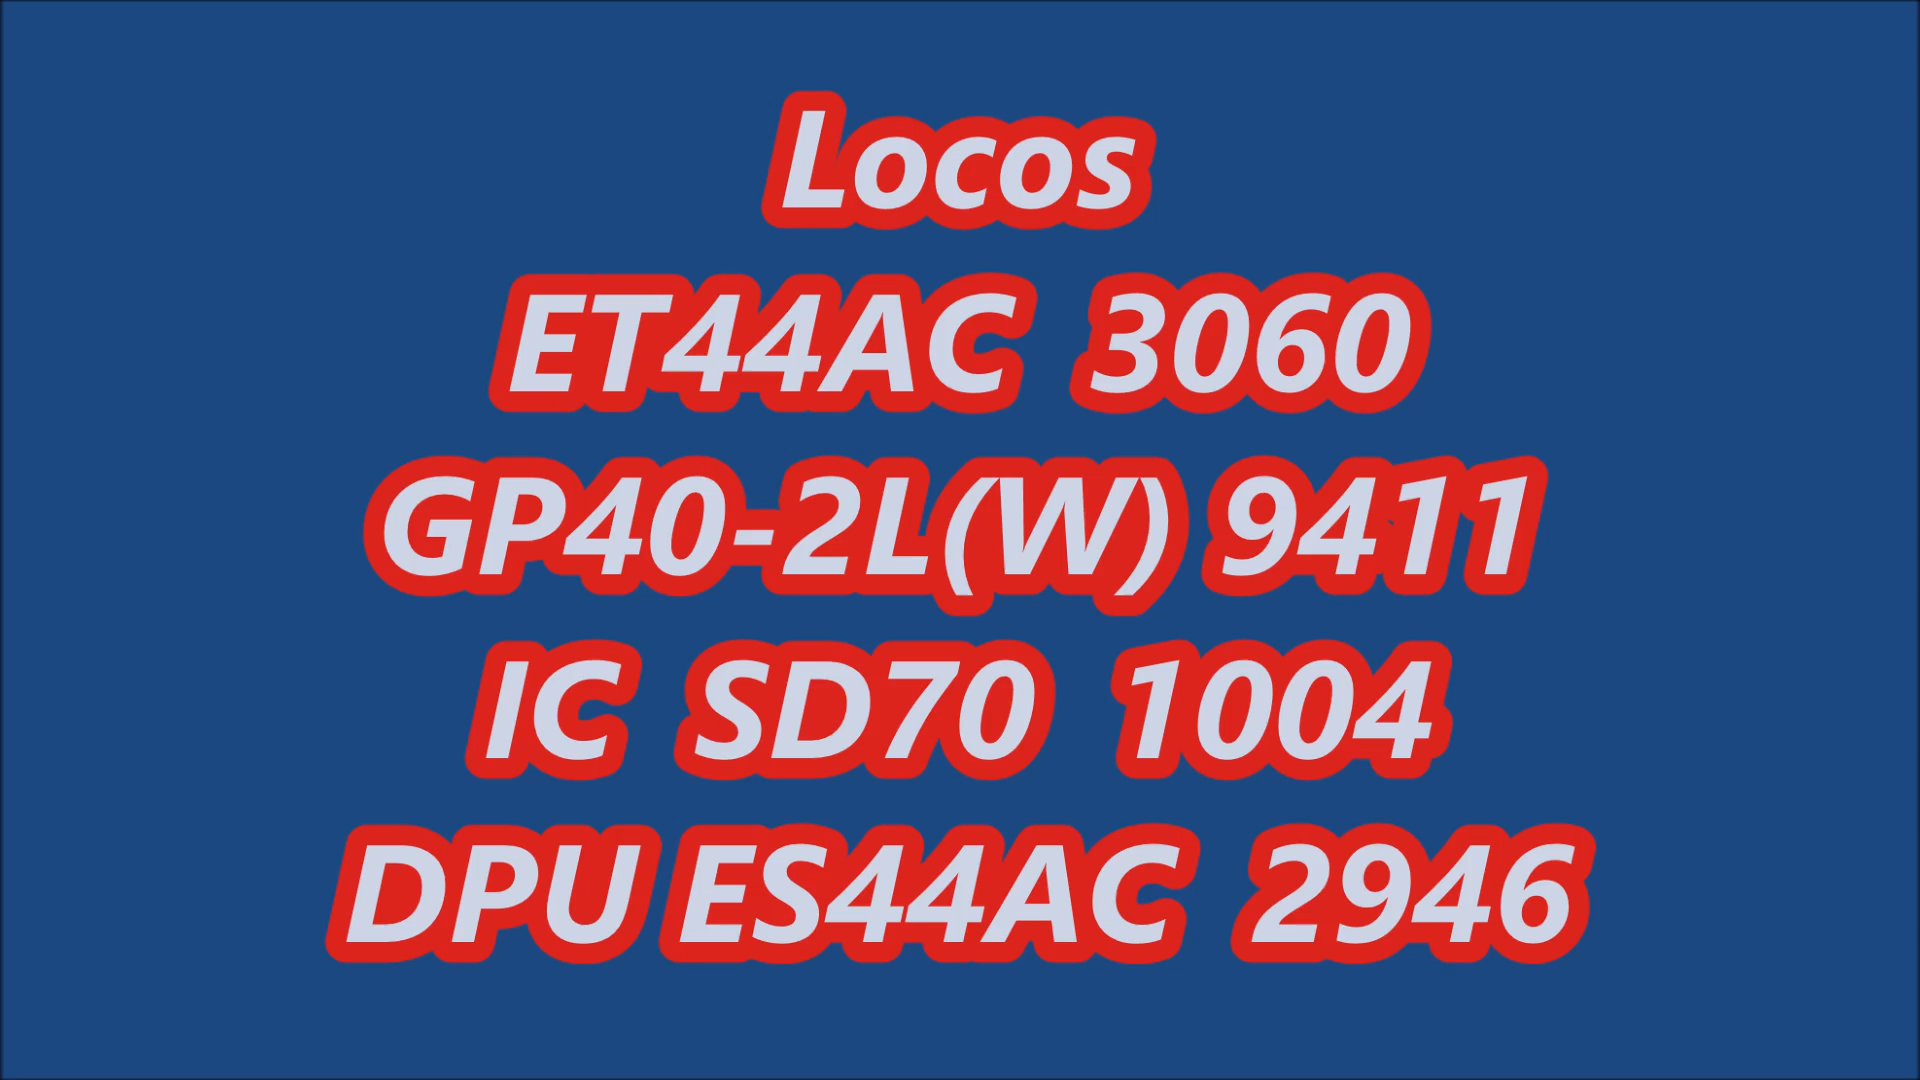 Locos
ET44AC 3060
GP40-2L(W) 9411
IC SD70 1004
DPU ES44AC 2946